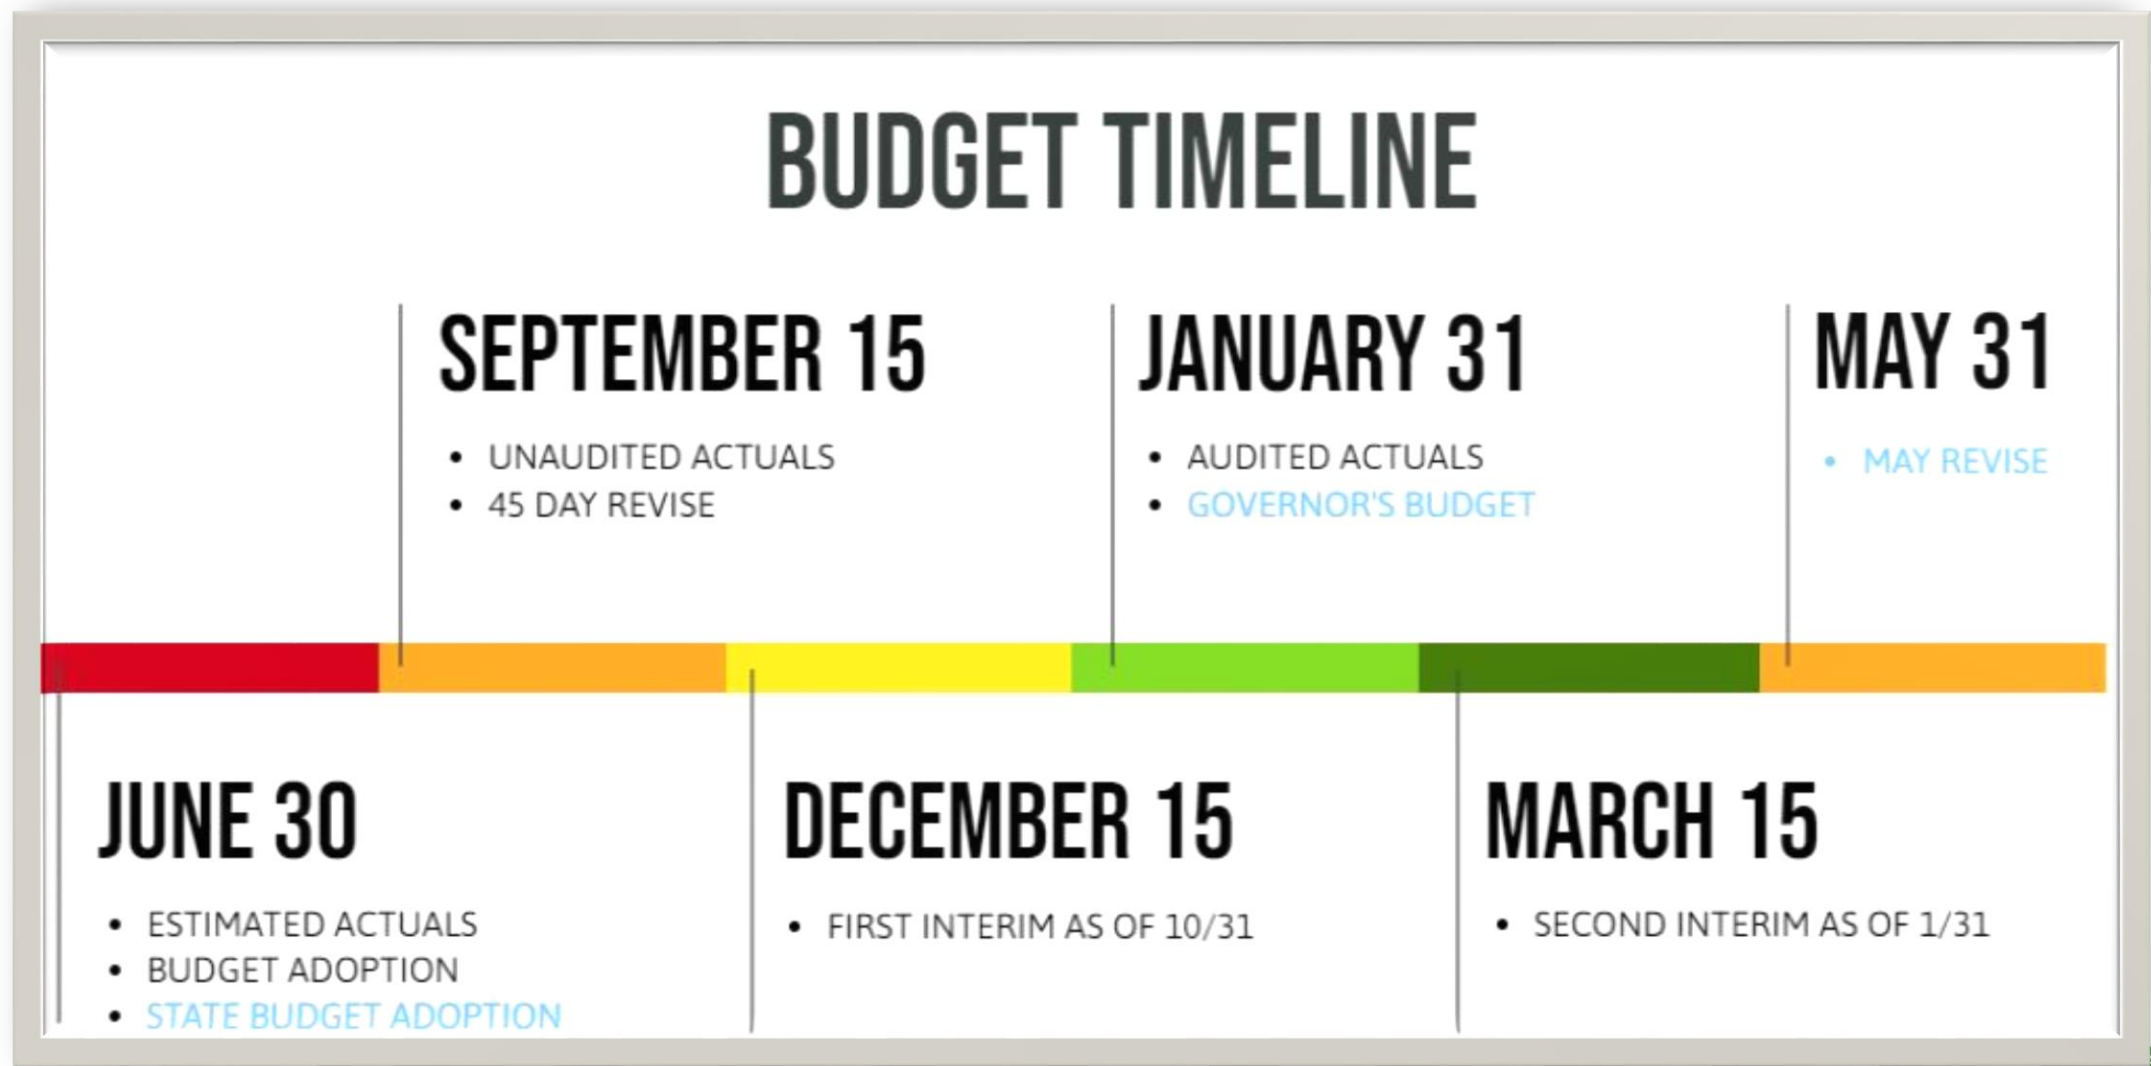 BUDGET TIMELINE
SEPTEMBER 15
• UNAUDITED ACTUALS
• 45 DAY REVISE
JANUARY 31
• AUDITED ACTUALS
• GOVERNOR'S BUDGET
MAY 31
• MAY REVISE
JUNE 30
• ESTIMATED ACTUALS
• BUDGET ADOPTION
• STATE BUDGET ADOPTION
DECEMBER 15
• FIRST INTERIM AS OF 10/31
MARCH 15
• SECOND INTERIM AS OF 1/31